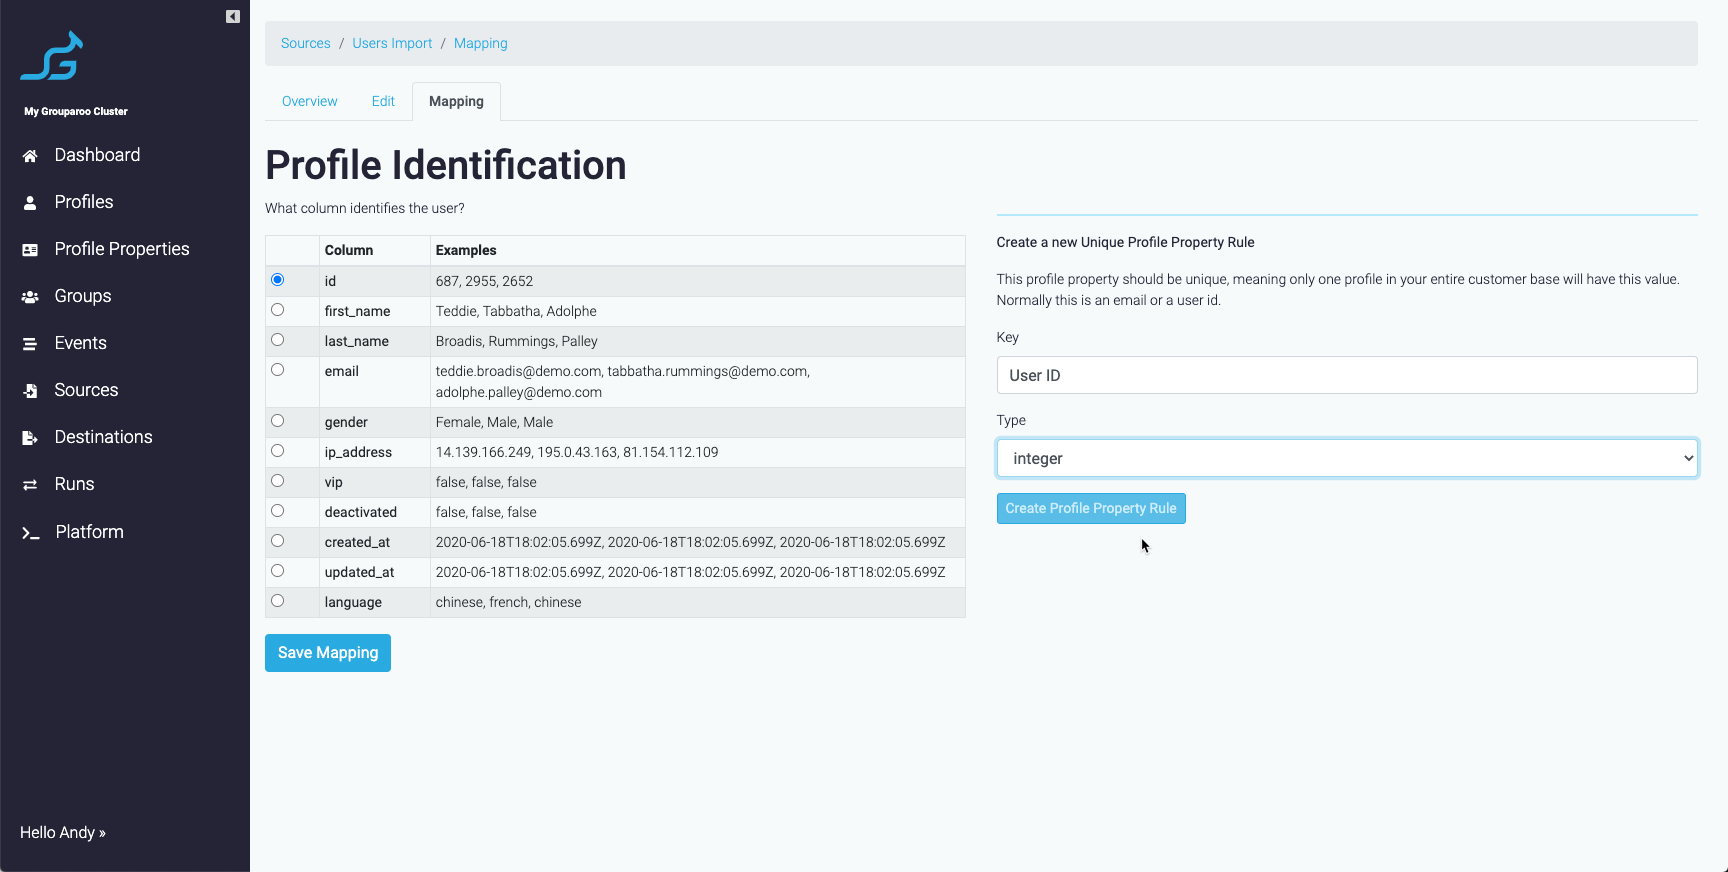 My Grouparoo Cluster
Dashboard
Profiles
Profile Properties
Groups
Events
Sources
Destinations
Runs
Platform
Hello Andy »
Sources / Users Import / Mapping
Overview Edit Mapping
Profile Identification
What column identifies the user?
Column Examples
id 687, 2955, 2652
first_name Teddie, Tabbatha, Adolphe
last_name Broadis, Rummings, Palley
email teddie.broadis@demo.com, tabbatha.rummings@demo.com,
adolphe.palley@demo.com
gender Female, Male, Male
ip_address 14.139.166.249, 195.0.43.163, 81.154.112.109
vip false, false, false
deactivated false, false, false
created_at 2020-06-18T18:02:05.699Z, 2020-06-18T18:02:05.699Z, 2020-06-18T18:02:05.699Z
updated_at 2020-06-18T18:02:05.699Z, 2020-06-18T18:02:05.699Z, 2020-06-18T18:02:05.699Z
language chinese, french, chinese
Save Mapping
Create a new Unique Profile Property Rule
This profile property should be unique, meaning only one profile in your entire customer base will have this value.
Normally this is an email or a user id.
Key
User ID
Type
integer
Create Profile Property Rule